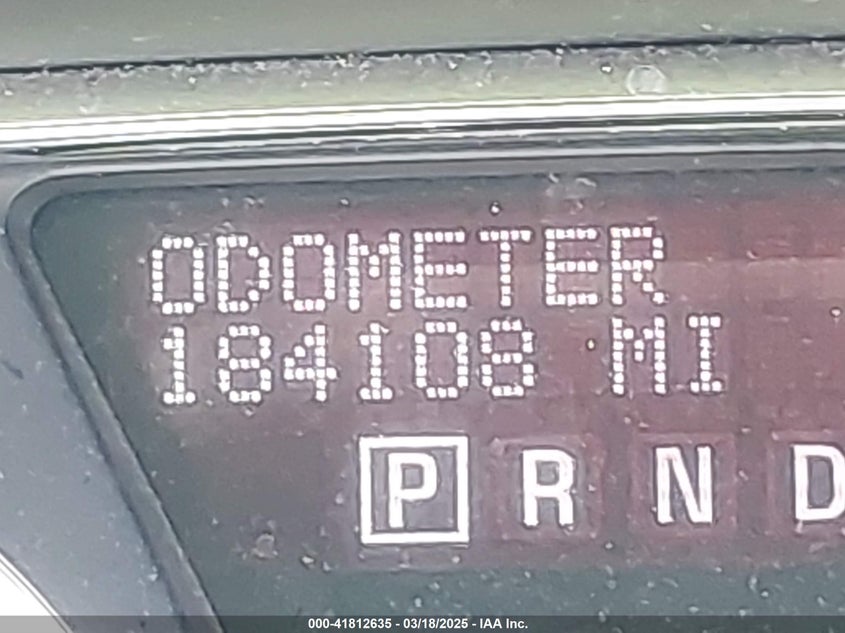 ODOMETER
184108 MI
P R N D
000-41812635 - 03/18/2025 - IAA Inc.